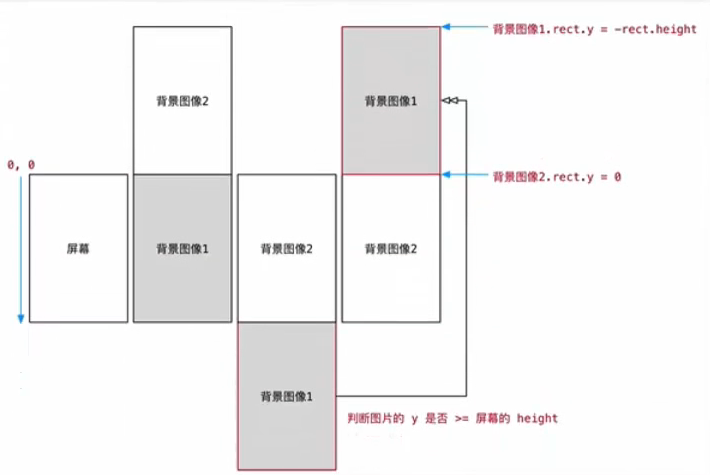 背景图像1.rect.y = -rect.height
背景图像2
背景图像1
0, 0
背景图像2.rect.y = 0
屏幕
背景图像1
背景图像2
背景图像2
背景图像1
判断图片的 y 是否 >= 屏幕的 height